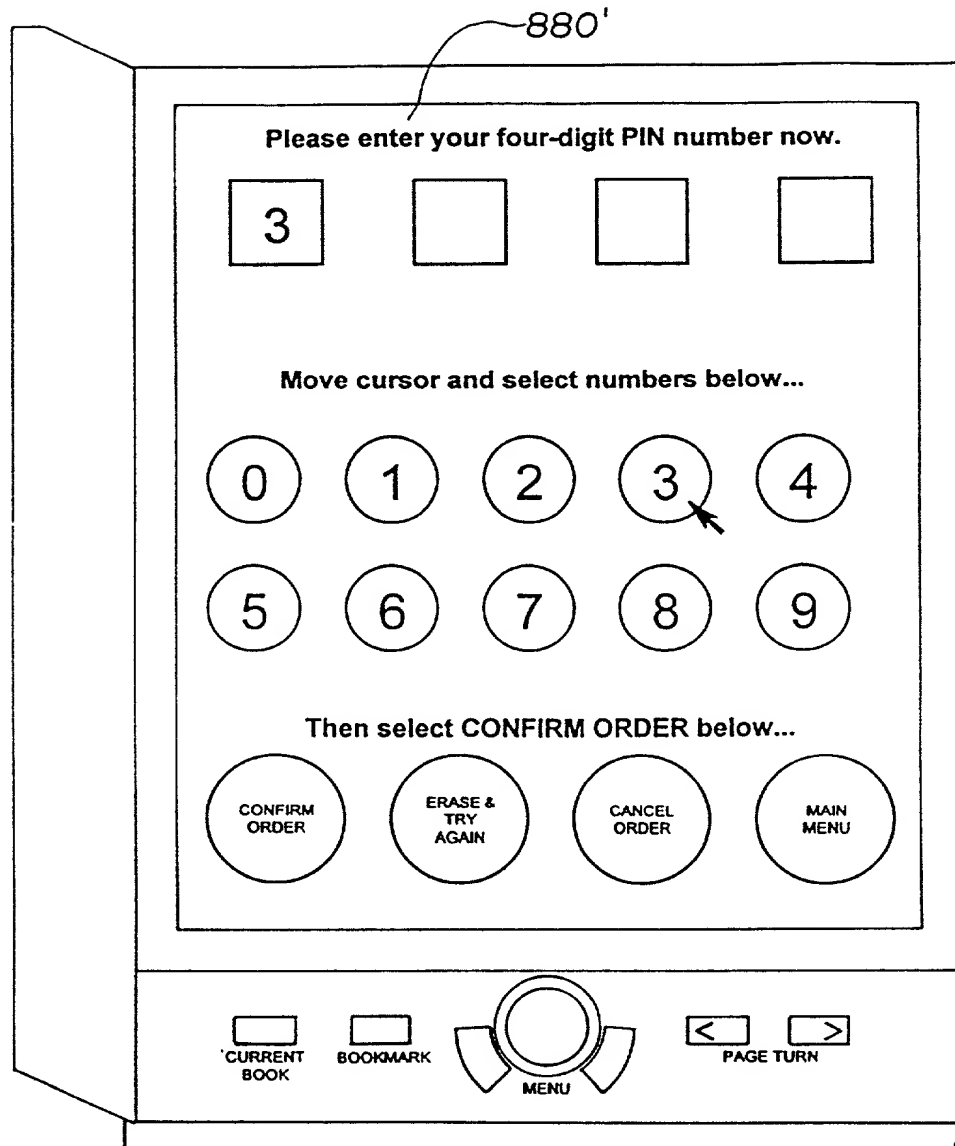 880'
Please enter your four-digit PIN number now.
3
Move cursor and select numbers below...
0 1 2 3 4
5 6 7 8 9
Then select CONFIRM ORDER below...
CONFIRM
ORDER
ERASE &
TRY
AGAIN
CANCEL
ORDER
MAIN
MENU
CURRENT
BOOK
BOOKMARK
MENU
< >
PAGE TURN